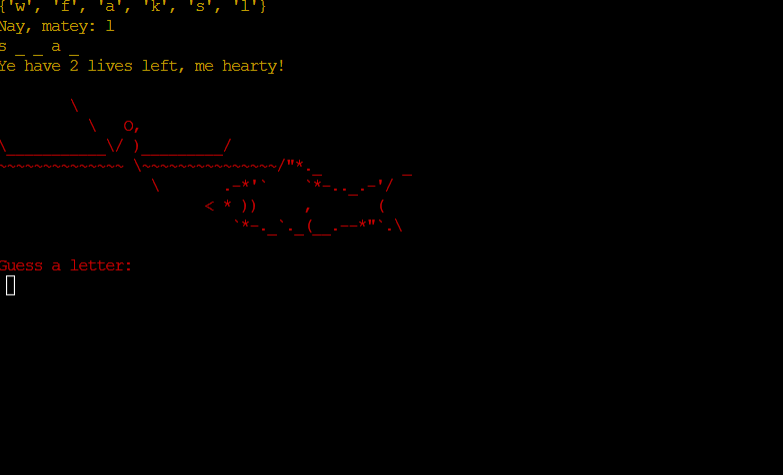 {'w', 'f', 'a', 'k', 's', 'l'}
Nay, matey: l
s _ _ a _
Ye have 2 lives left, me hearty!
Guess a letter: